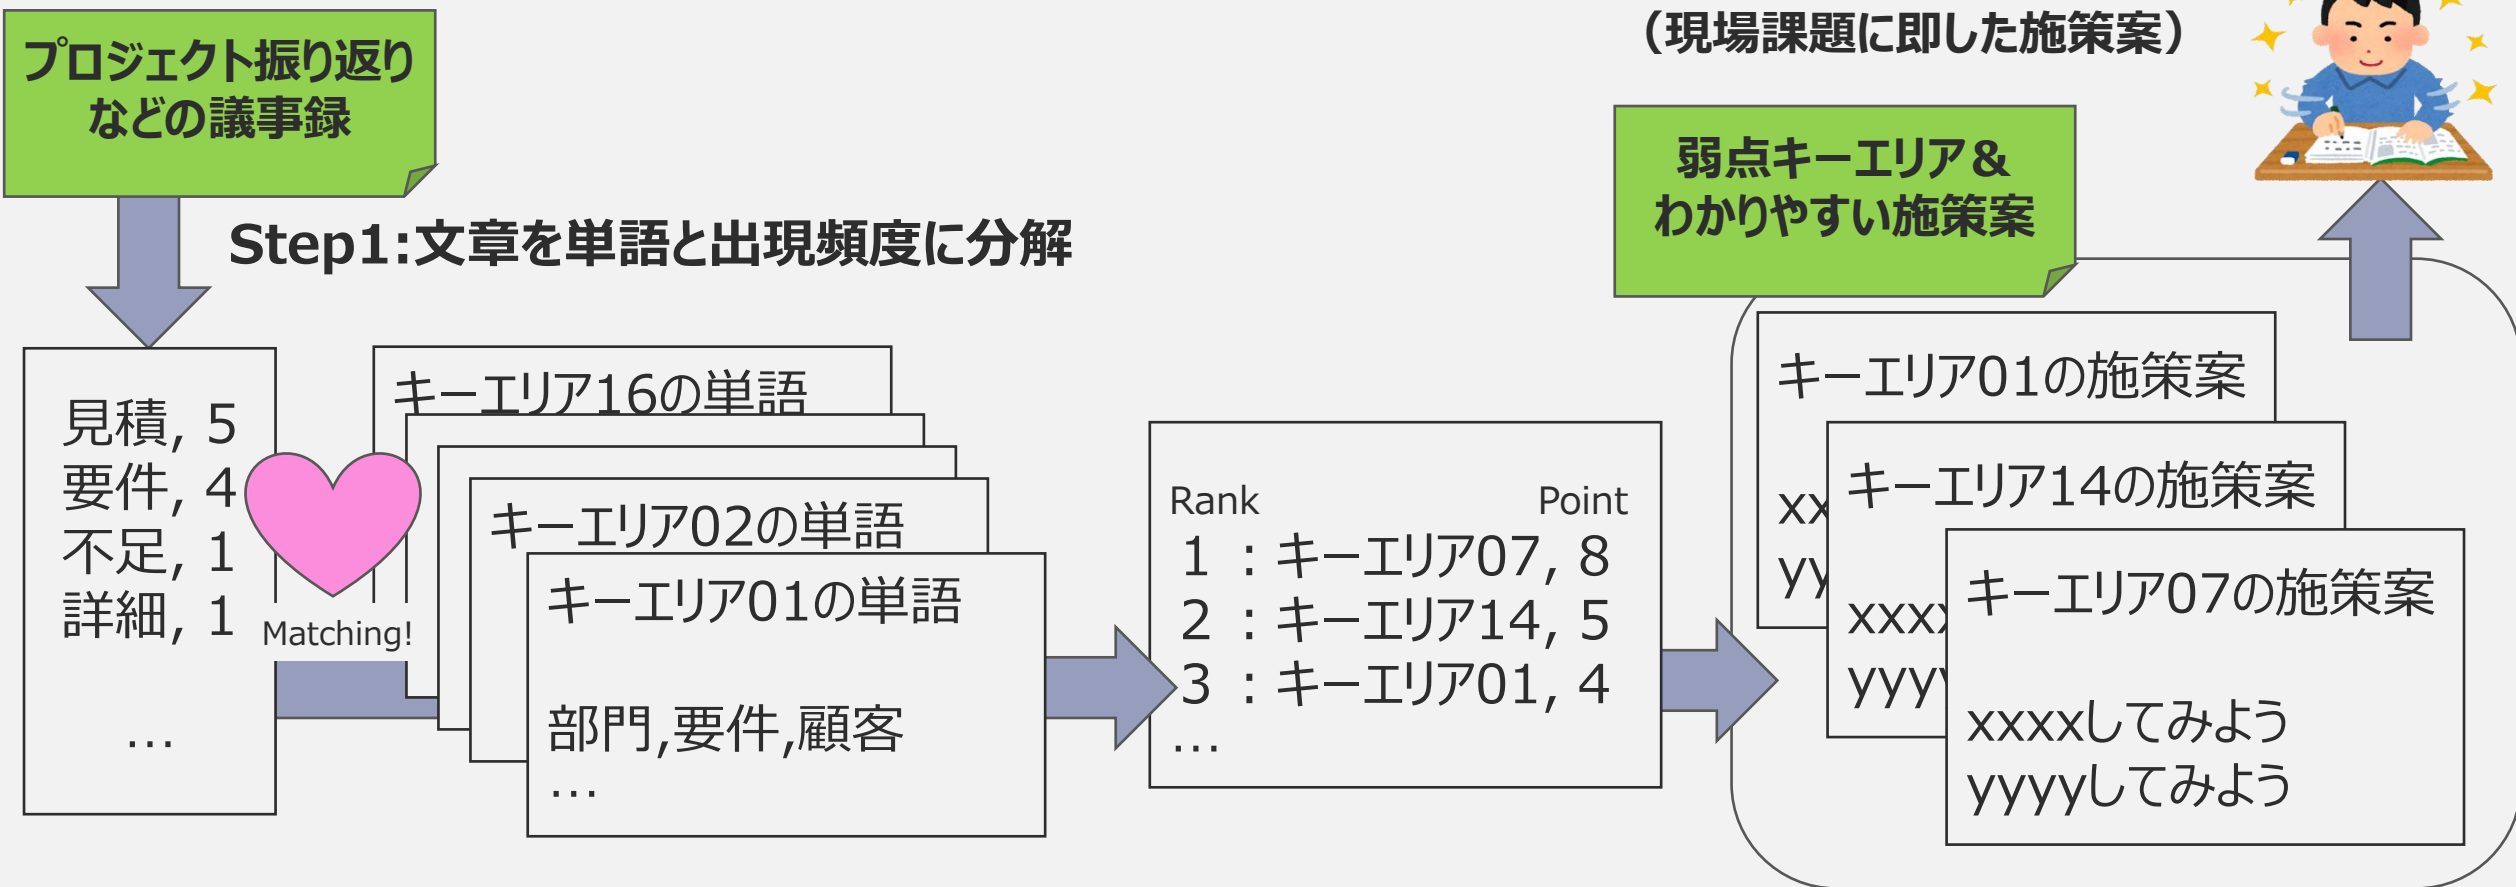 プロジェクト振り返り
などの議事録
Step1:文章を単語と出現頻度に分解
見積, 5
要件, 4
不足, 1
詳細, 1
…
Matching!
キーエリア16の単語
キーエリア02の単語
キーエリア01の単語
部門,要件,顧客
…
Rank Point
1 : キーエリア07, 8
2 : キーエリア14, 5
3 : キーエリア01, 4
…
（現場課題に即した施策案）
弱点キーエリア＆
わかりやすい施策案
キーエリア01の施策案
xx
yy
キーエリア14の施策案
xxxx
yyyy
キーエリア07の施策案
xxxxしてみよう
yyyyしてみよう